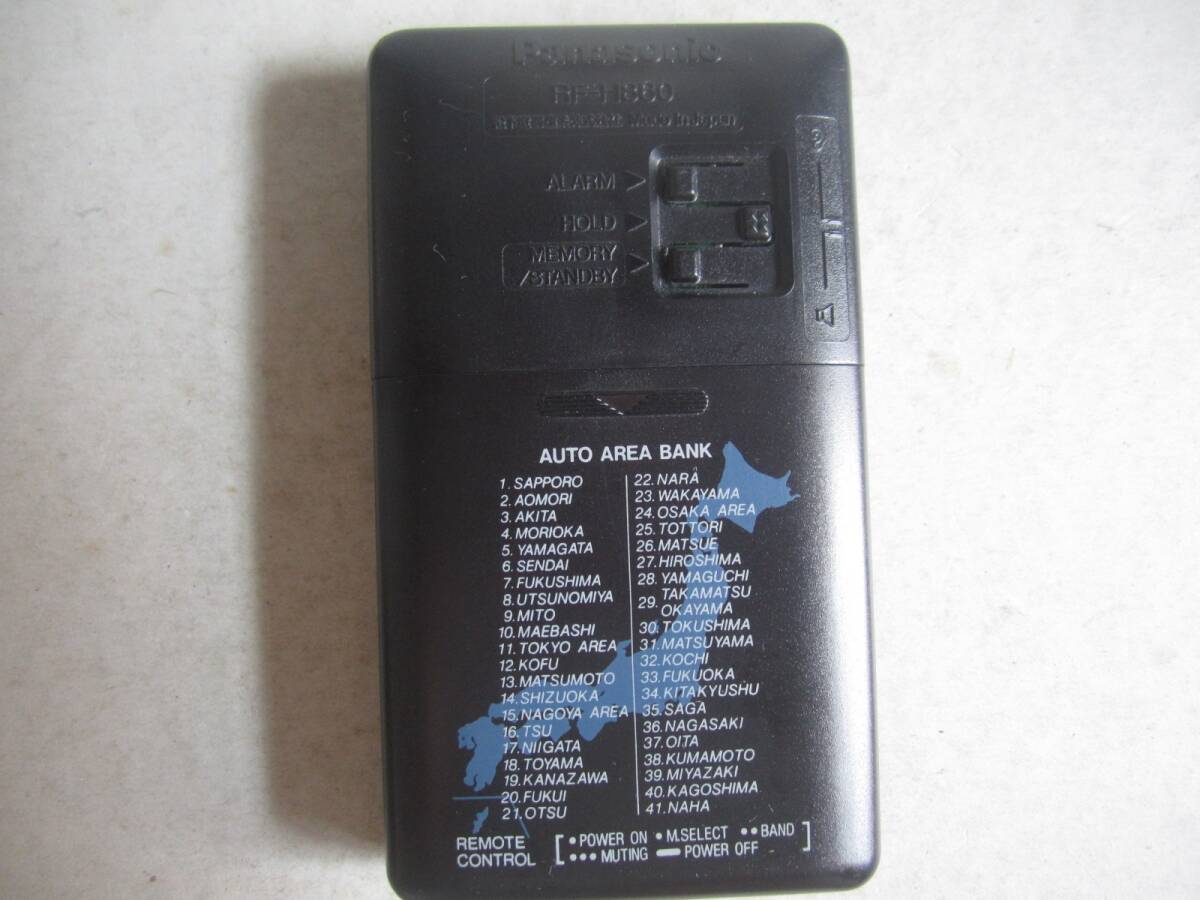 Panasonic
Made in Japan
ALARM
HOLD
MEMORY
/STANDBY
AUTO AREA BANK
1. SAPPORO
2. AOMORI
3. AKITA
4. MORIOKA
5. YAMAGATA
6. SENDAI
7. FUKUSHIMA
8. UTSUNOMIYA
9. MITO
10. MAEBASHI
11. TOKYO AREA
12. KOFU
13. MATSUMOTO
14. SHIZUOKA
15. NAGOYA AREA
16. TSU
17. NIIGATA
18. TOYAMA
19. KANAZAWA
20. FUKUI
21. OTSU
22. NARA
23. WAKAYAMA
24. OSAKA AREA
25. TOTTORI
26. MATSUE
27. HIROSHIMA
28. YAMAGUCHI
29. TAKAMATSU
OKAYAMA
30. TOKUSHIMA
31. MATSUYAMA
32. KOCHI
33. FUKUOKA
34. KITAKYUSHU
35. SAGA
36. NAGASAKI
37. OITA
38. KUMAMOTO
39. MIYAZAKI
40. KAGOSHIMA
41. NAHA
REMOTE
CONTROL
[• POWER ON • M.SELECT •• BAND
••• MUTING — POWER OFF]